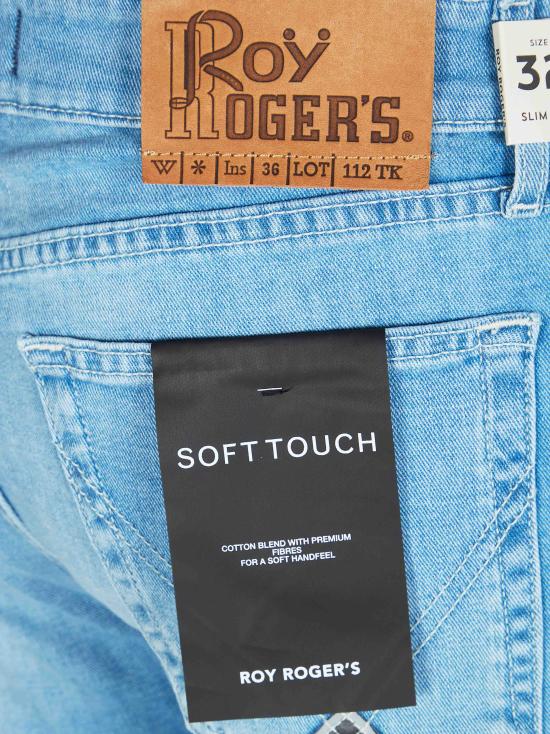 Roÿ
ROGER'S®
W * Ins 36 LOT 112 TK
SIZE
32
SLIM
SOFT TOUCH
COTTON BLEND WITH PREMIUM
FIBRES
FOR A SOFT HANDFEEL
ROY ROGER'S